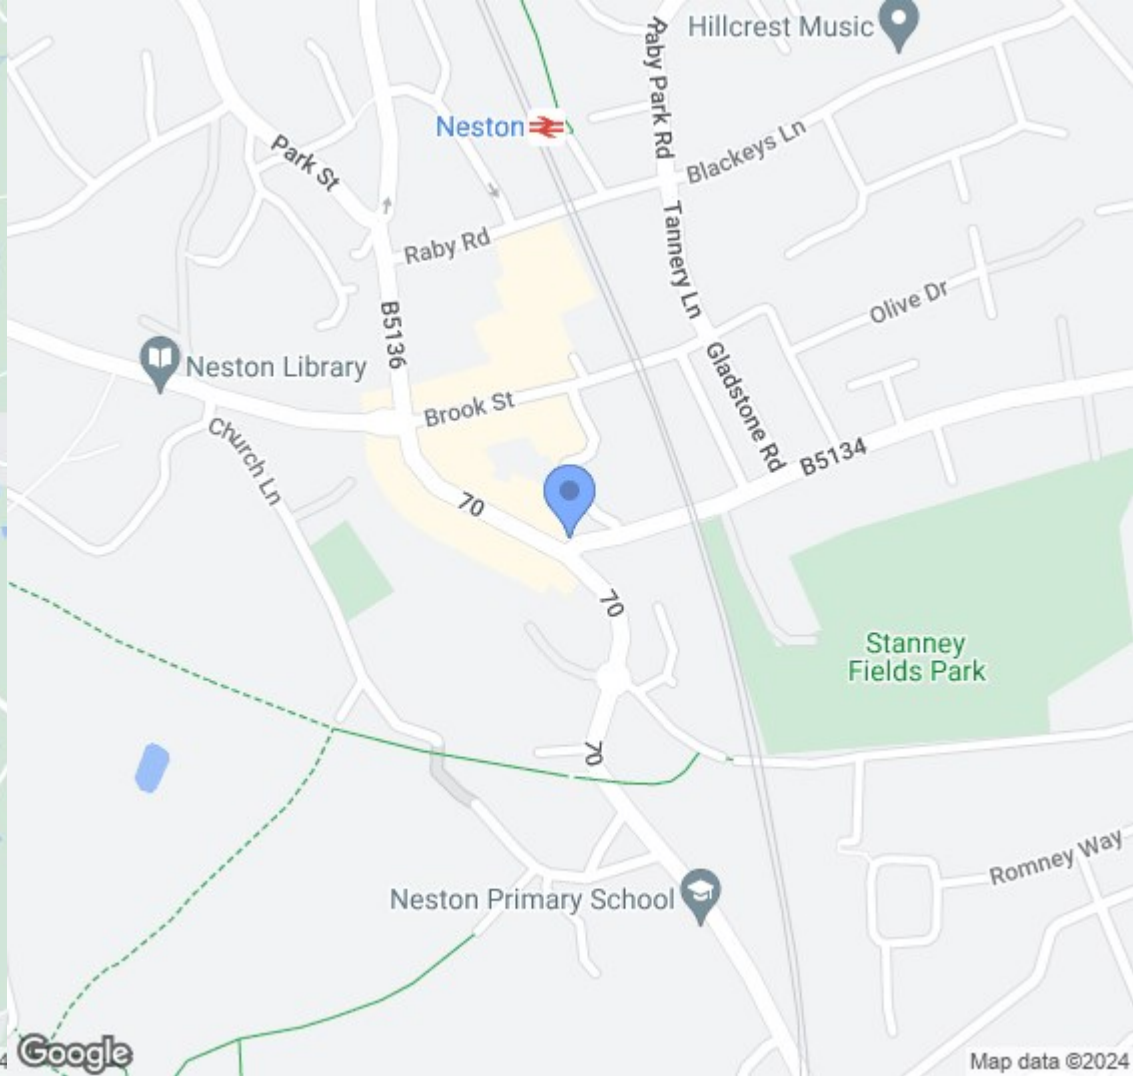 Hillcrest Music
Raby Park Rd
Neston
Blackeys Ln
Park St
Tannery Ln
Raby Rd
Olive Dr
B5136
Neston Library
Gladstone Rd
Brook St
Church Ln
B5134
70
70
Stanney
Fields Park
70
Romney Way
Neston Primary School
Google
4
Map data ©2024